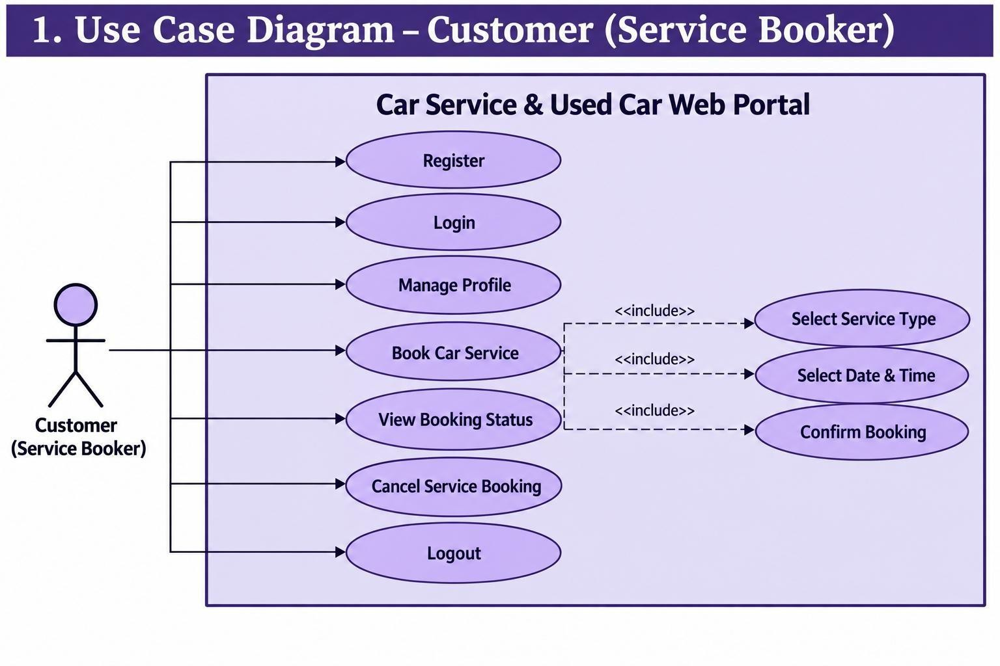 1. Use Case Diagram – Customer (Service Booker)
Car Service & Used Car Web Portal
Register
Login
Manage Profile
Book Car Service
View Booking Status
Cancel Service Booking
Logout
<<include>>
<<include>>
<<include>>
Select Service Type
Select Date & Time
Confirm Booking
Customer
(Service Booker)